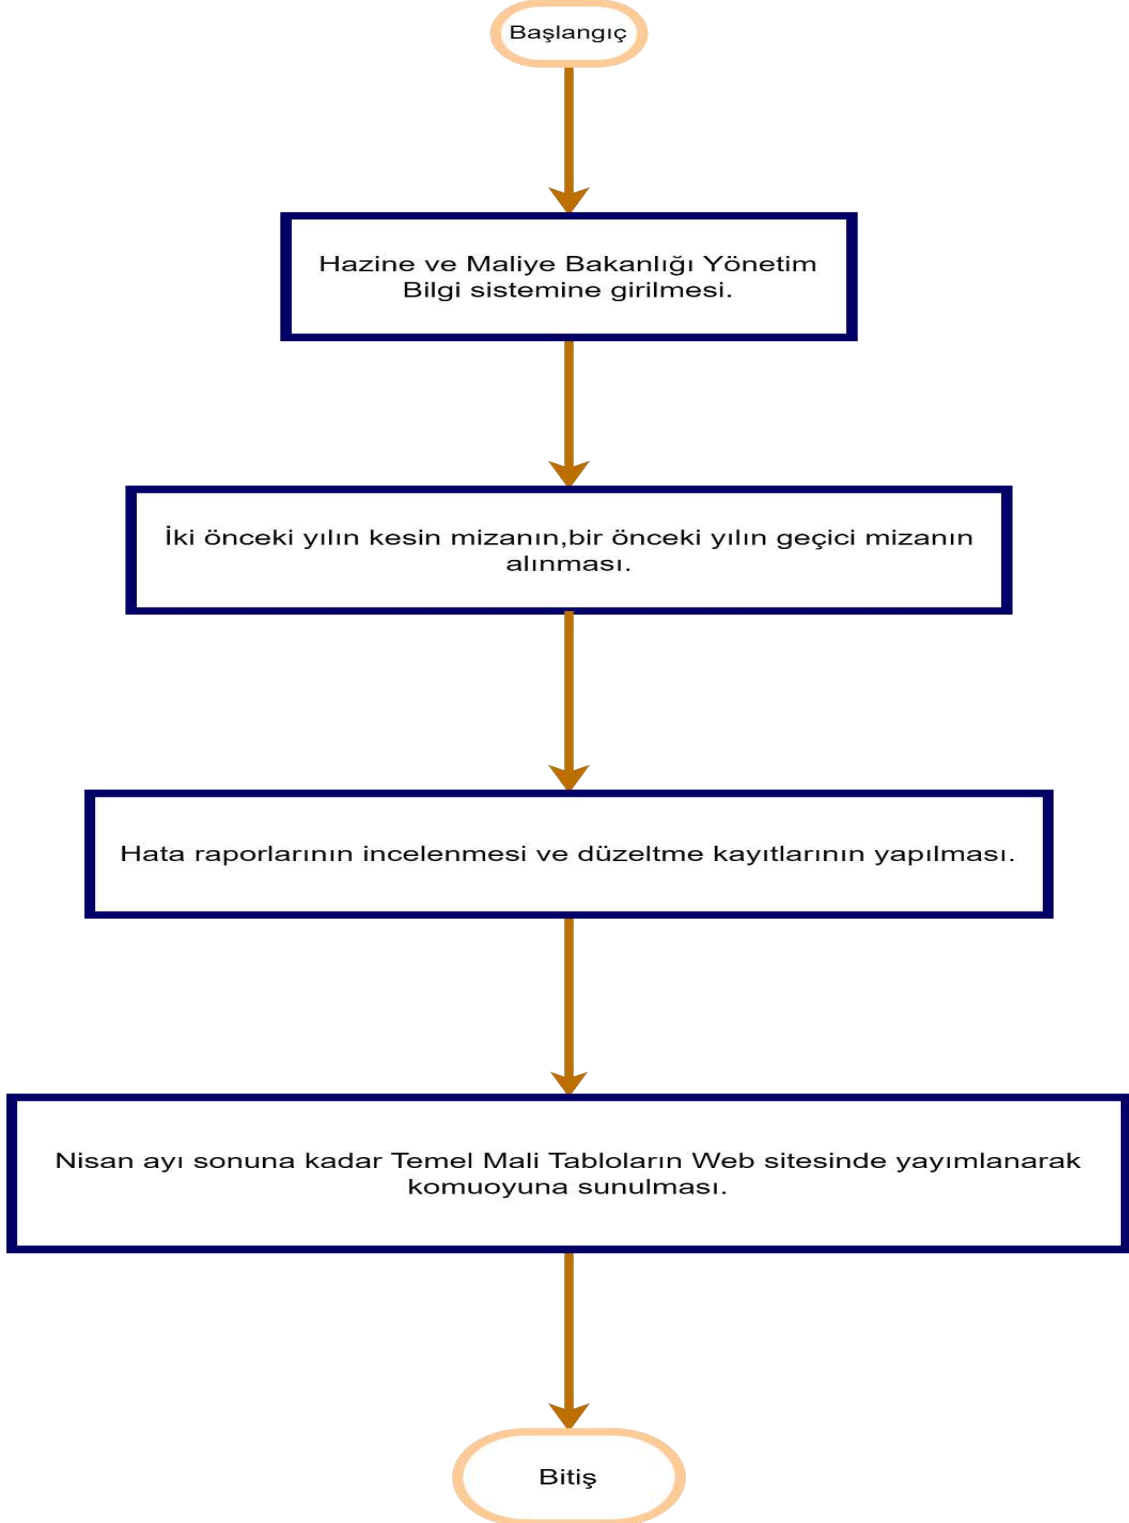 Başlangıç
Hazine ve Maliye Bakanlığı Yönetim
Bilgi sistemine girilmesi.
İki önceki yılın kesin mizanın,bir önceki yılın geçici mizanın
alınması.
Hata raporlarının incelenmesi ve düzeltme kayıtlarının yapılması.
Nisan ayı sonuna kadar Temel Mali Tabloların Web sitesinde yayımlanarak
komuoyuna sunulması.
Bitiş